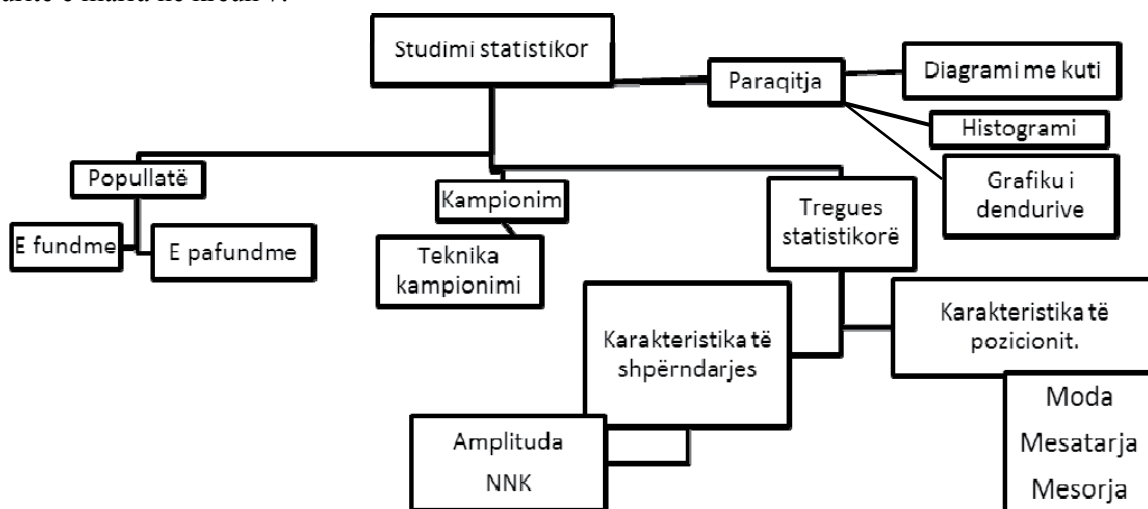 Studimi statistikor
Paraqitja
Diagrami me kuti
Histogrami
Grafiku i
dendurive
Popullatë
E fundme
E pafundme
Kampionim
Teknika
kampionimi
Tregues
statistikorë
Karakteristika të
shpërndarjes
Amplituda
NNK
Karakteristika të
pozicionit.
Moda
Mesatarja
Mesorja